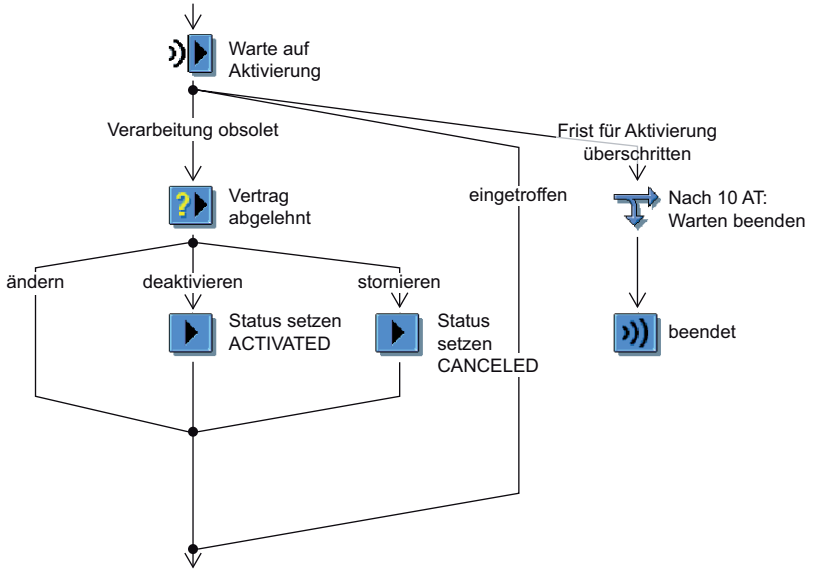 Warte auf
Aktivierung
Verarbeitung obsolet
Frist für Aktivierung
überschritten
eingetroffen
Vertrag
abgelehnt
Nach 10 AT:
Warten beenden
ändern
deaktivieren
stornieren
Status setzen
ACTIVATED
Status
setzen
CANCELED
beendet